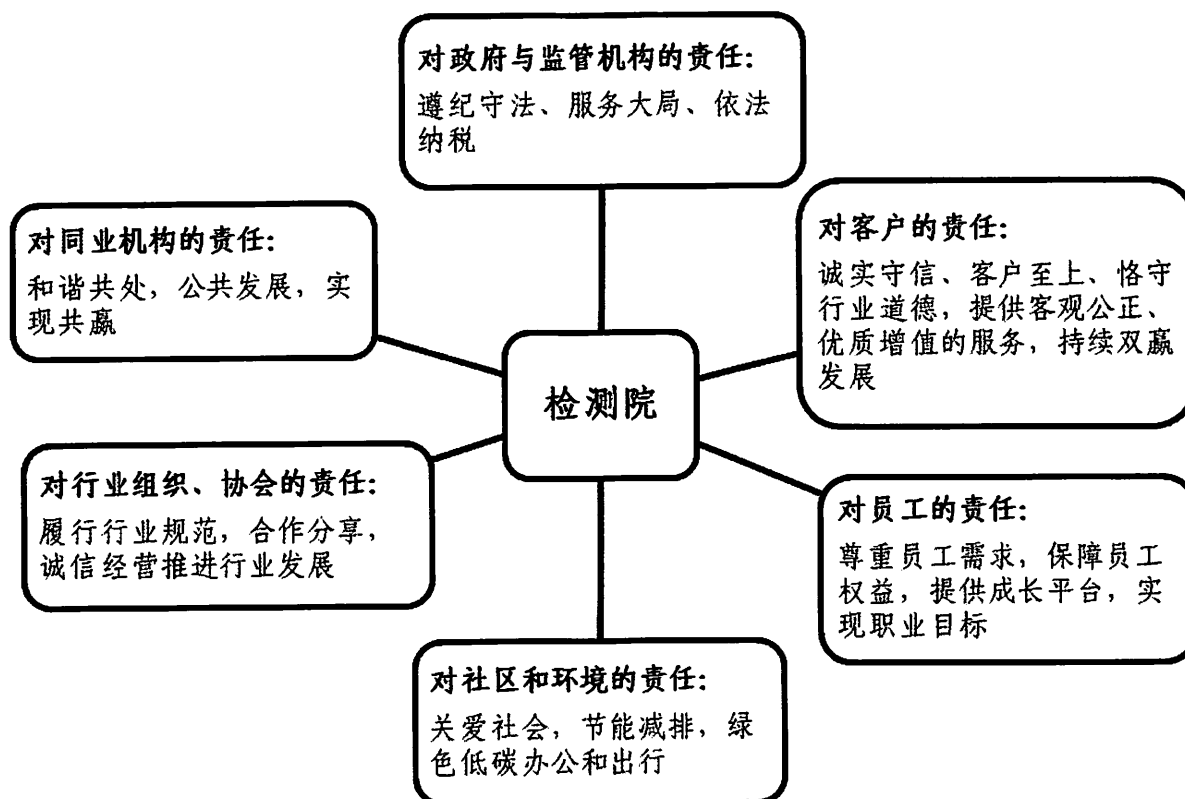 对政府与监管机构的责任:
遵纪守法、服务大局、依法
纳税
对同业机构的责任:
和谐共处，公共发展，实
现共赢
对客户的责任:
诚实守信、客户至上、恪守
行业道德，提供客观公正、
优质增值的服务，持续双赢
发展
检测院
对行业组织、协会的责任:
履行行业规范，合作分享，
诚信经营推进行业发展
对员工的责任:
尊重员工需求，保障员工
权益，提供成长平台，实
现职业目标
对社区和环境的责任:
关爱社会，节能减排，绿
色低碳办公和出行